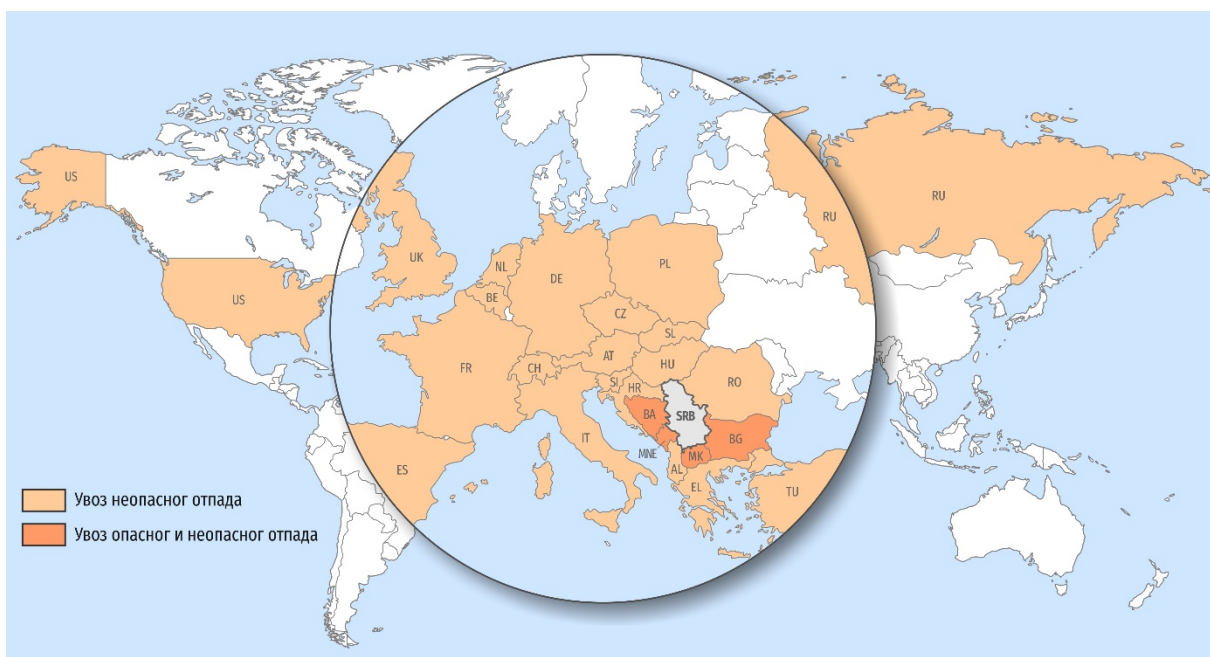 US
US
RU
RU
UK
NL
BE
DE
PL
CZ
SL
FR
CH
AT
HU
RO
SI
HR
BA
SRB
BG
IT
MNE
MK
AL
EL
ES
TU
Увоз неопасног отпада
Увоз опасног и неопасног отпада